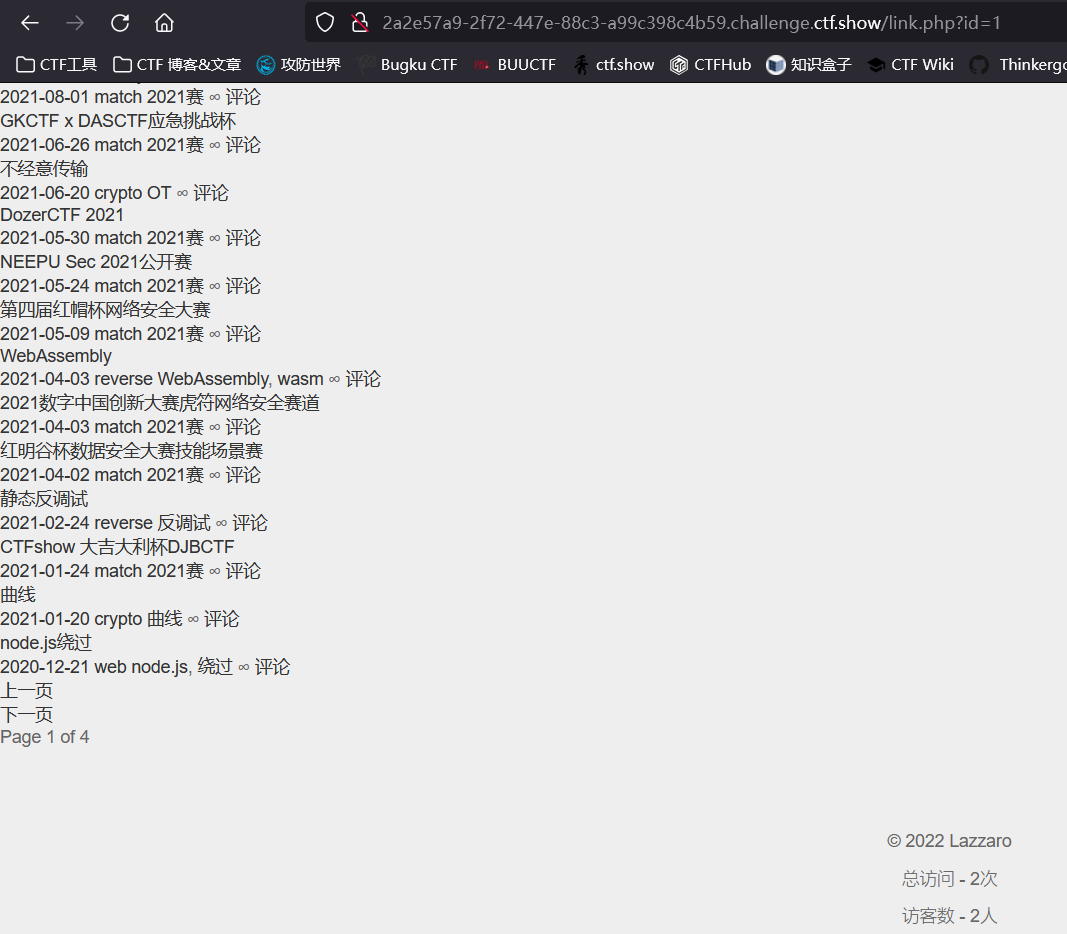 2a2e57a9-2f72-447e-88c3-a99c398c4b59.challenge.ctf.show/link.php?id=1
CTF工具 CTF 博客&文章 攻防世界 Bugku CTF BUUCTF ctf.show CTFHub 知识盒子 CTF Wiki Thinkergo
2021-08-01 match 2021赛 ∞ 评论
GKCTF x DASCTF应急挑战杯
2021-06-26 match 2021赛 ∞ 评论
不经意传输
2021-06-20 crypto OT ∞ 评论
DozerCTF 2021
2021-05-30 match 2021赛 ∞ 评论
NEEPU Sec 2021公开赛
2021-05-24 match 2021赛 ∞ 评论
第四届红帽杯网络安全大赛
2021-05-09 match 2021赛 ∞ 评论
WebAssembly
2021-04-03 reverse WebAssembly, wasm ∞ 评论
2021数字中国创新大赛虎符网络安全赛道
2021-04-03 match 2021赛 ∞ 评论
红明谷杯数据安全大赛技能场景赛
2021-04-02 match 2021赛 ∞ 评论
静态反调试
2021-02-24 reverse 反调试 ∞ 评论
CTFshow 大吉大利杯DJBCTF
2021-01-24 match 2021赛 ∞ 评论
曲线
2021-01-20 crypto 曲线 ∞ 评论
node.js绕过
2020-12-21 web node.js, 绕过 ∞ 评论
上一页
下一页
Page 1 of 4
© 2022 Lazzaro
总访问 - 2次
访客数 - 2人